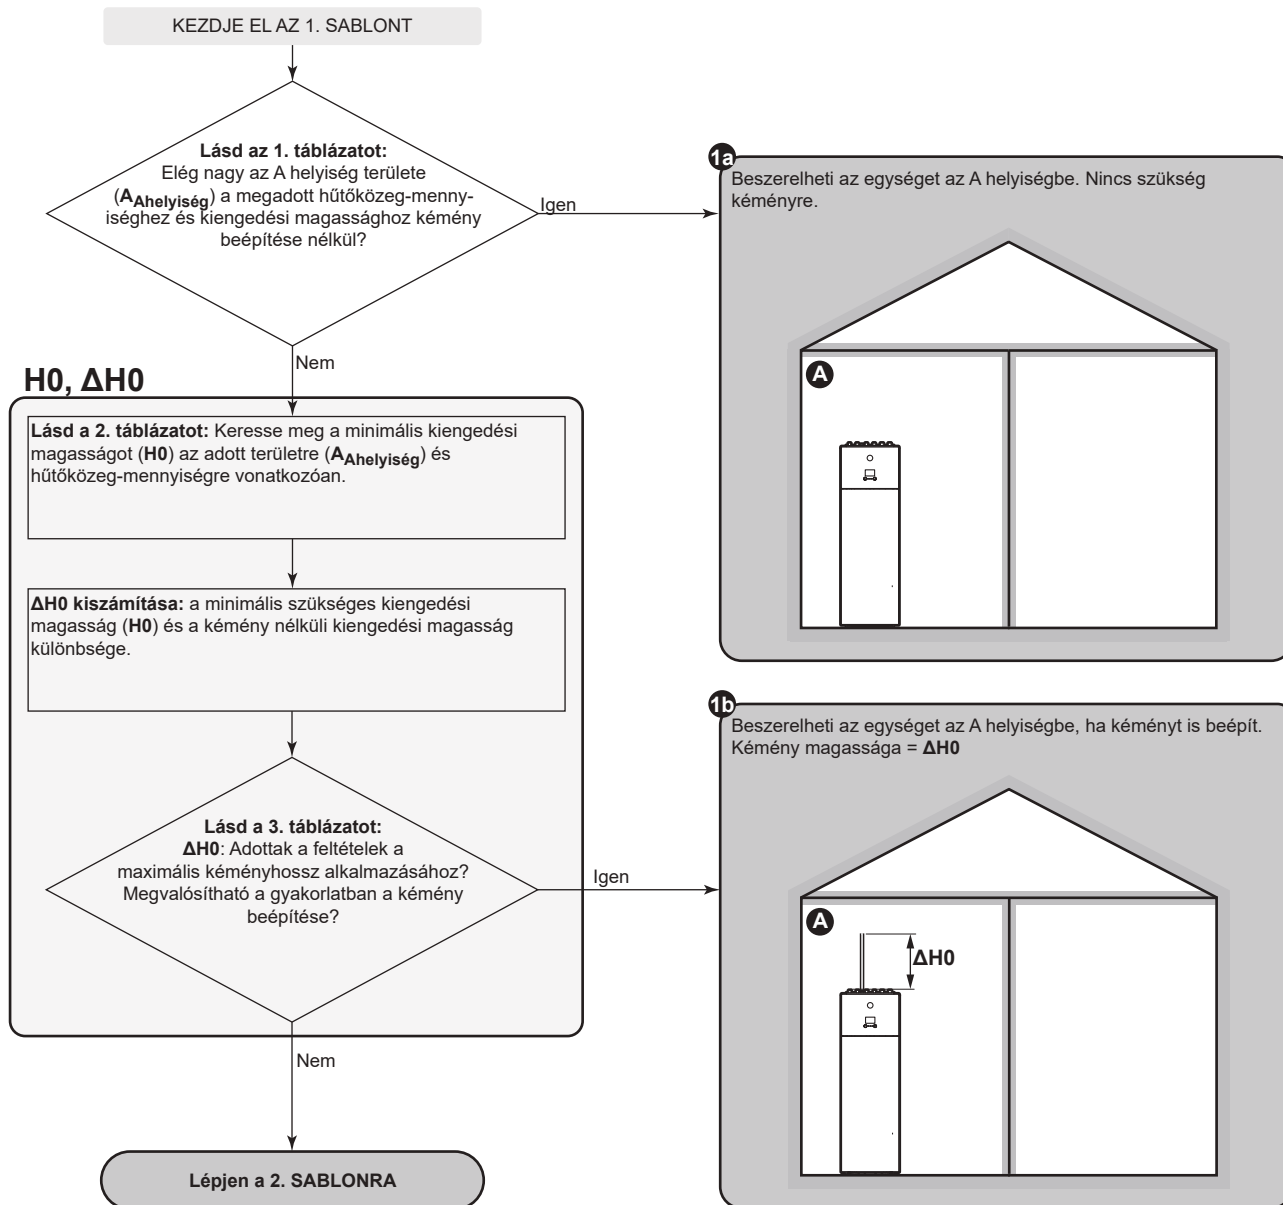 KEZDJE EL AZ 1. SABLONT
Lásd az 1. táblázatot:
Elég nagy az A helyiség területe
(AAhelyiség) a megadott hűtőközeg-meny-
nyiséghez és kiengedési magassághoz kémény
beépítése nélkül?
Igen
Nem
1a
Beszerelheti az egységet az A helyiségbe. Nincs szükség
kéményre.
A
H0, ΔH0
Lásd a 2. táblázatot: Keresse meg a minimális kiengedési
magasságot (H0) az adott területre (AAhelyiség) és
hűtőközeg-mennyiségre vonatkozóan.
ΔH0 kiszámítása: a minimális szükséges kiengedési
magasság (H0) és a kémény nélküli kiengedési magasság
különbsége.
Lásd a 3. táblázatot:
ΔH0: Adottak a feltételek a
maximális kéményhossz alkalmazásához?
Megvalósítható a gyakorlatban a kémény
beépítése?
Igen
Nem
1b
Beszerelheti az egységet az A helyiségbe, ha kéményt is beépít.
Kémény magassága = ΔH0
A
ΔH0
Lépjen a 2. SABLONRA